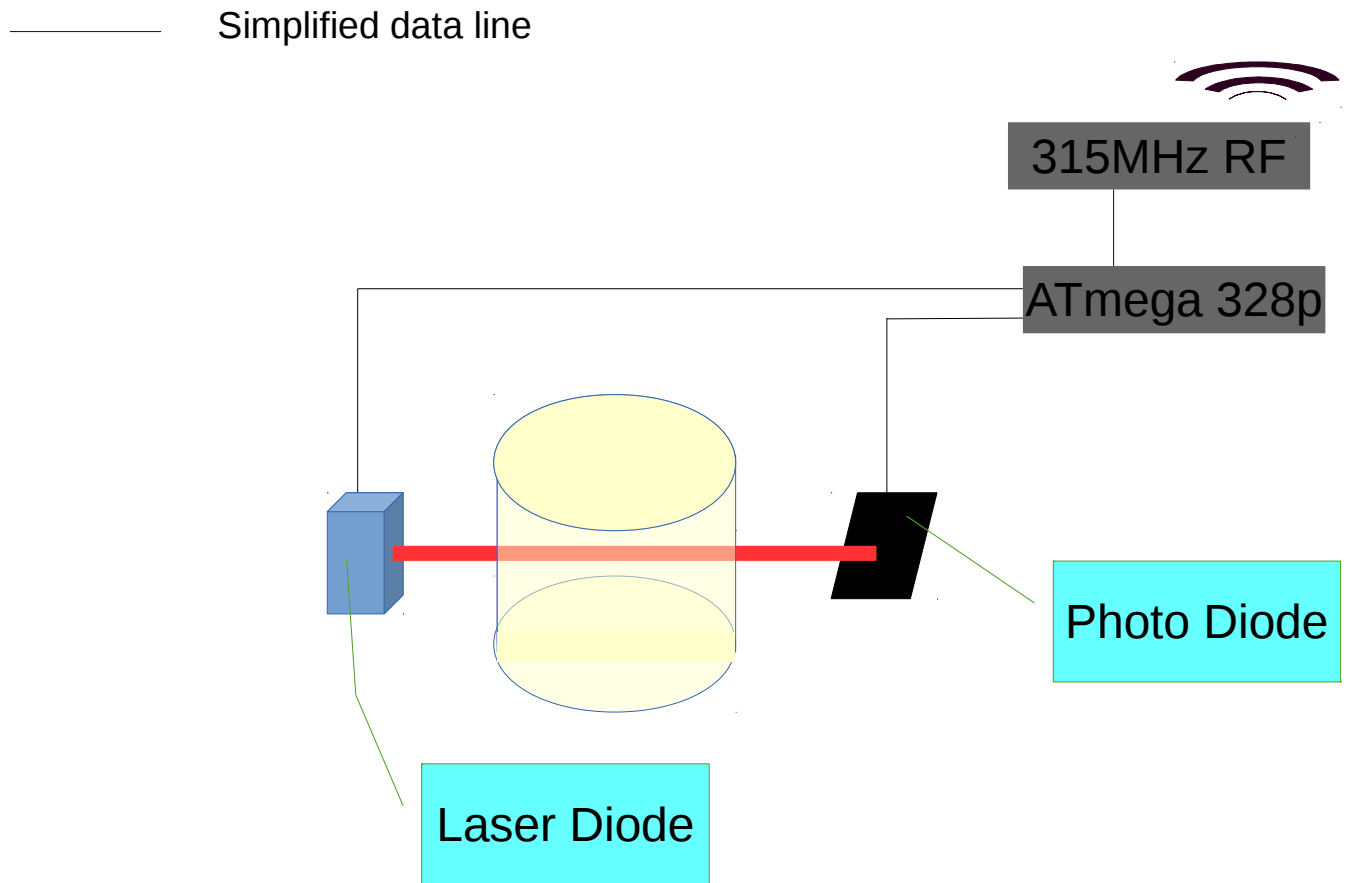 Simplified data line
315MHz RF
ATmega 328p
Photo Diode
Laser Diode